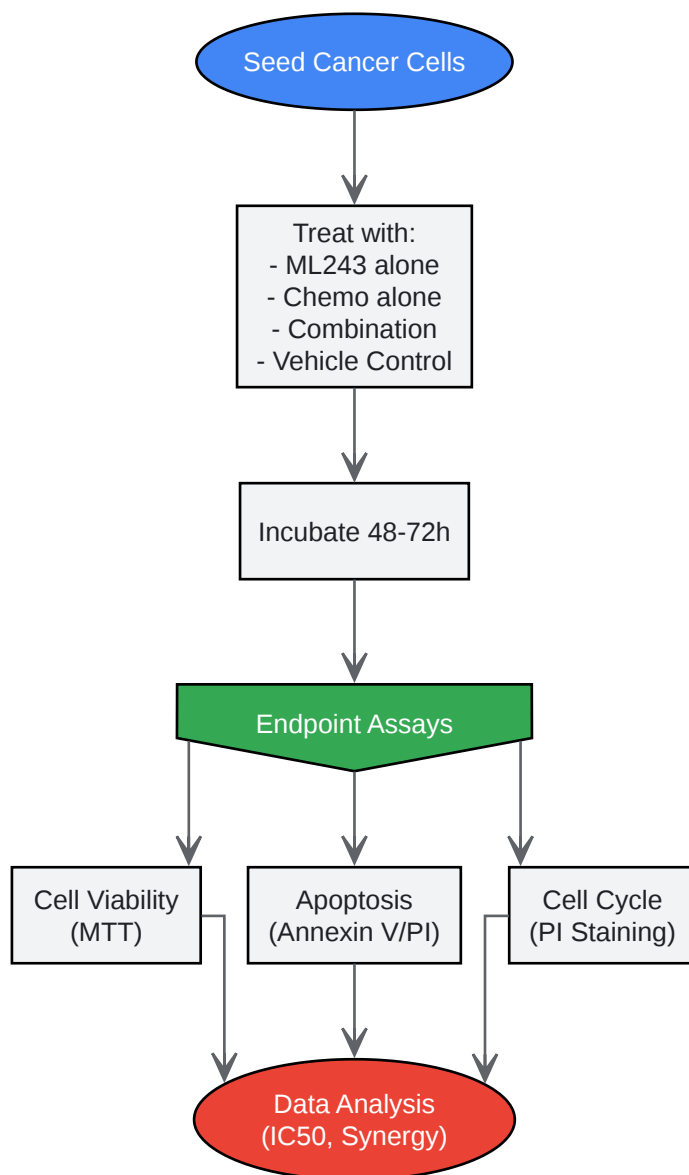 Seed Cancer Cells
Treat with:
- ML243 alone
- Chemo alone
- Combination
- Vehicle Control
Incubate 48-72h
Endpoint Assays
Cell Viability
(MTT)
Apoptosis
(Annexin V/PI)
Cell Cycle
(PI Staining)
Data Analysis
(IC50, Synergy)